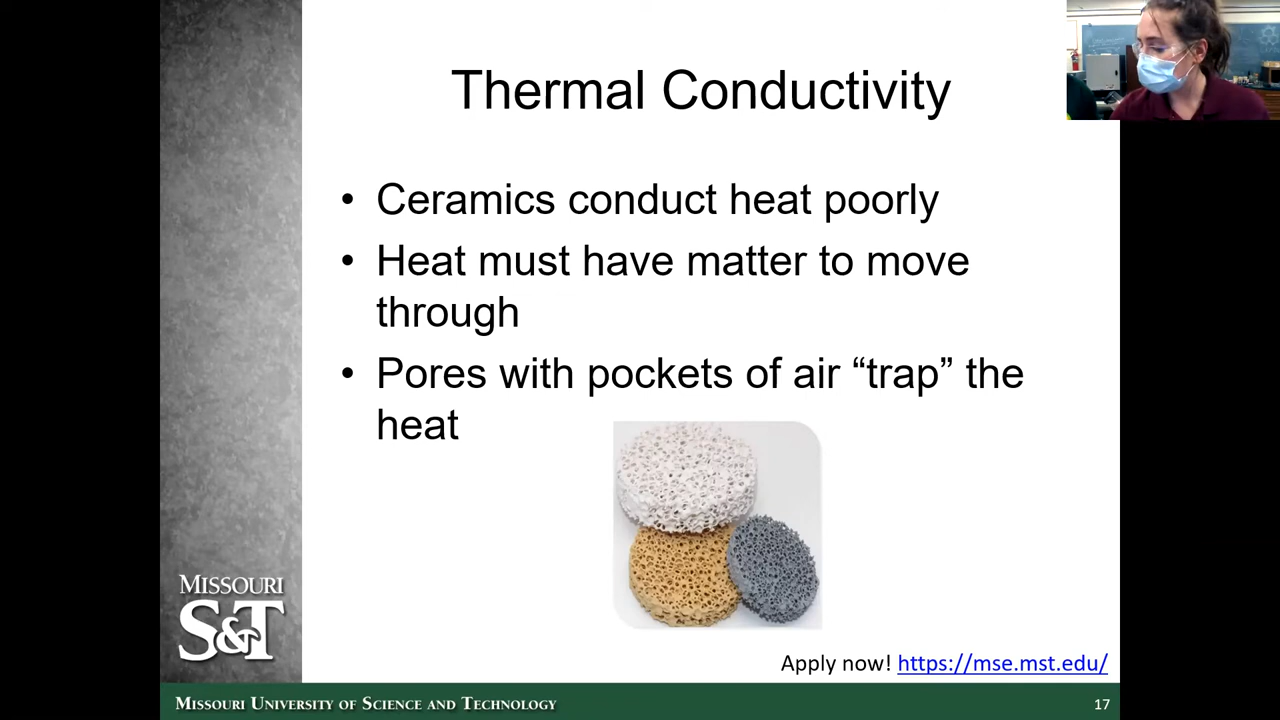 Thermal Conductivity
• Ceramics conduct heat poorly
• Heat must have matter to move
through
• Pores with pockets of air “trap” the
heat
MISSOURI
S&T
Apply now! https://mse.mst.edu/
MISSOURI UNIVERSITY OF SCIENCE AND TECHNOLOGY
17